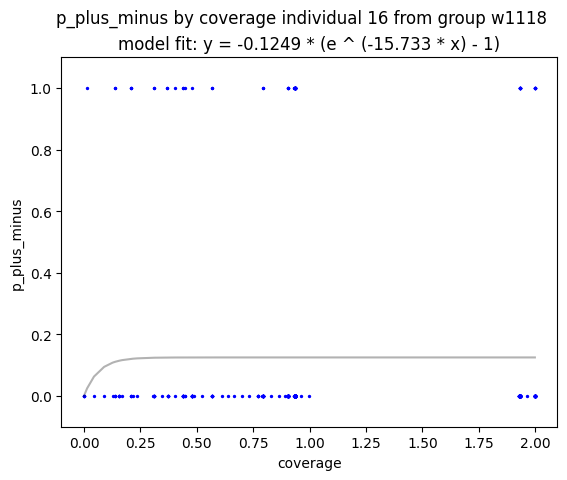 p_plus_minus by coverage individual 16 from group w1118
model fit: y = -0.1249 * (e ^ (-15.733 * x) - 1)
1.0
0.8
0.6
0.4
0.2
0.0
p_plus_minus
0.00 0.25 0.50 0.75 1.00 1.25 1.50 1.75 2.00
coverage